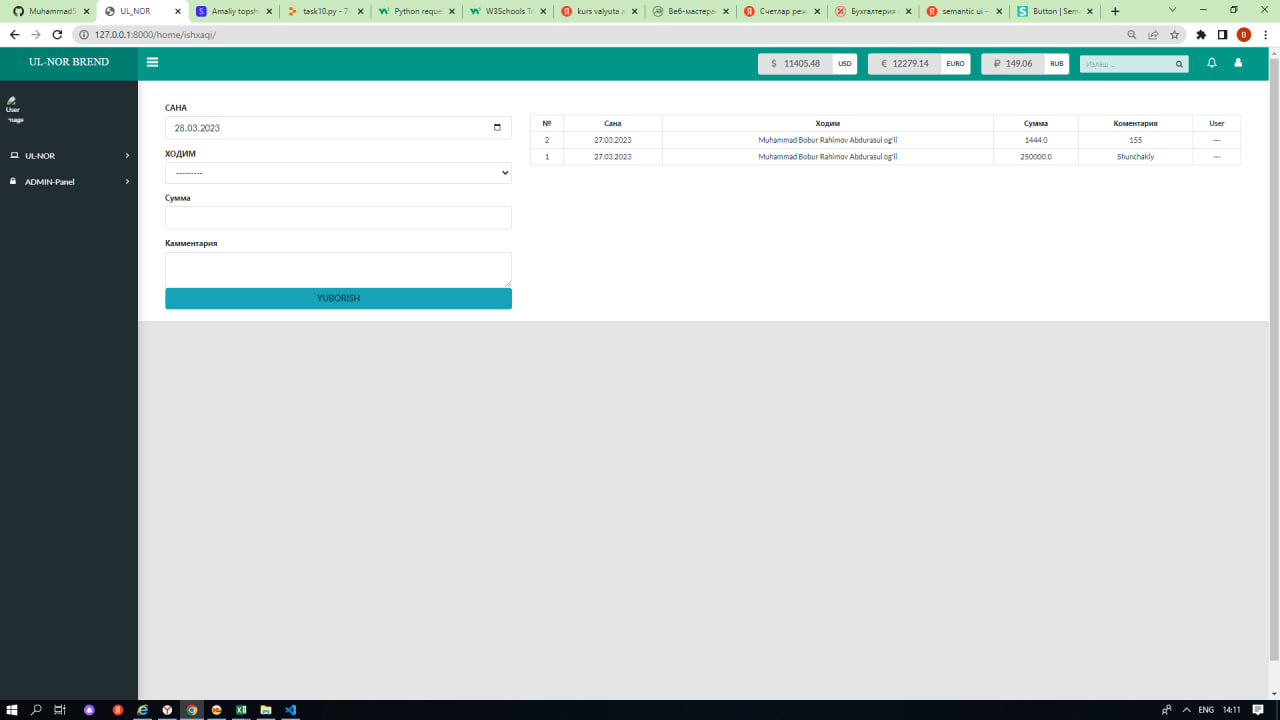 Muhammad5
UL_NOR
Amaliy topsh
task10.py - 7
Python reque
W3Schools Tr
kurs valyuta a
Веб-мастера
Счетлар реж
Бухгалтерия
semantic ui –
Button | Sem
127.0.0.1:8000/home/ishxaqi/
B
UL-NOR BREND
$ 11405.48 USD
€ 12279.14 EURO
₽ 149.06 RUB
Излаш ...
User
UL-NOR
ADMIN-Panel
САНА
28.03.2023
ХОДИМ
---------
Сумма
Камментария
YUBORISH
№ Сана Ходим Сумма Коментария User
2 27.03.2023 Muhammad Bobur Rahimov Abdurasul og'li 1444.0 155 ---
1 27.03.2023 Muhammad Bobur Rahimov Abdurasul og'li 250000.0 Shunchakly ---
ENG 14:11